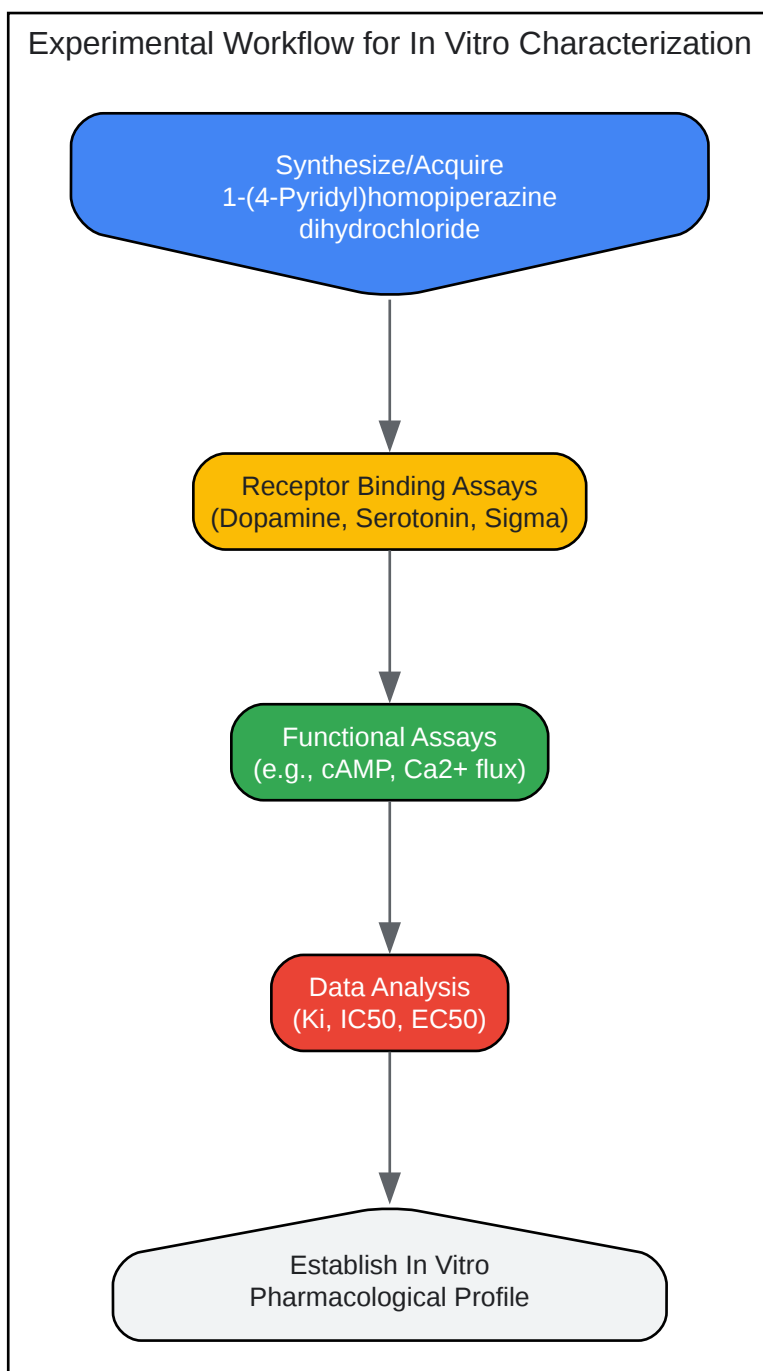 Experimental Workflow for In Vitro Characterization
Synthesize/Acquire
1-(4-Pyridyl)homopiperazine
dihydrochloride
Receptor Binding Assays
(Dopamine, Serotonin, Sigma)
Functional Assays
(e.g., cAMP, Ca2+ flux)
Data Analysis
(Ki, IC50, EC50)
Establish In Vitro
Pharmacological Profile